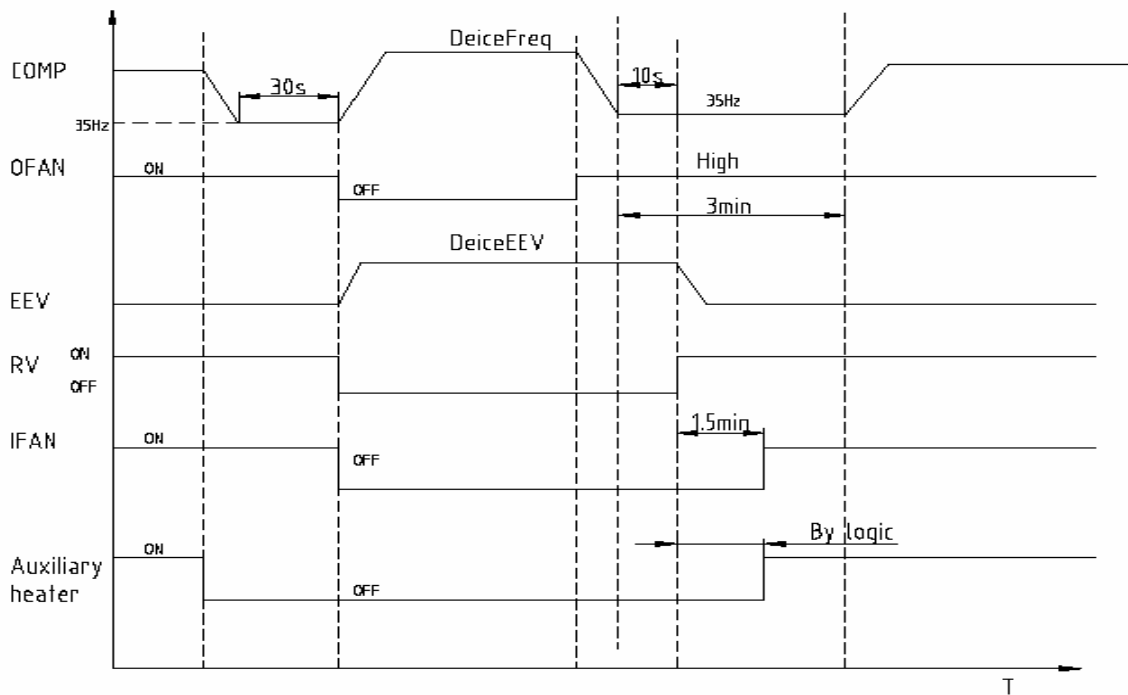 DeiceFreq
COMP
30s
10s
35Hz
35Hz
OFAN
ON
High
OFF
3min
DeiceEEV
EEV
RV
ON
OFF
1.5min
IFAN
ON
OFF
By logic
ON
Auxiliary
heater
OFF
T